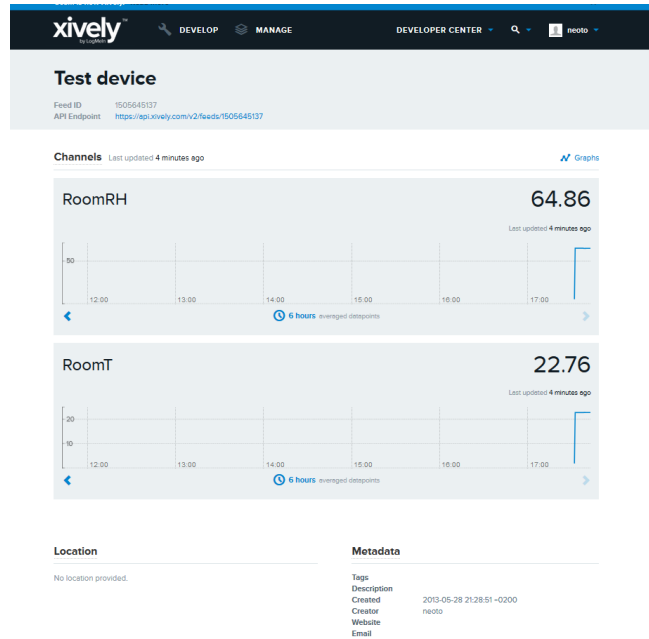 xively™ DEVELOP MANAGE DEVELOPER CENTER neoto
by LogMeIn
Test device
Feed ID 1505645137
API Endpoint https://api.xively.com/v2/feeds/1505645137
Channels Last updated 4 minutes ago Graphs
RoomRH 64.86
Last updated 4 minutes ago
50
12:00 13:00 14:00 15:00 16:00 17:00
6 hours averaged datapoints
RoomT 22.76
Last updated 4 minutes ago
20
10
12:00 13:00 14:00 15:00 16:00 17:00
6 hours averaged datapoints
Location Metadata
No location provided. Tags
Description
Created 2013-05-28 21:28:51 +0200
Creator neoto
Website
Email